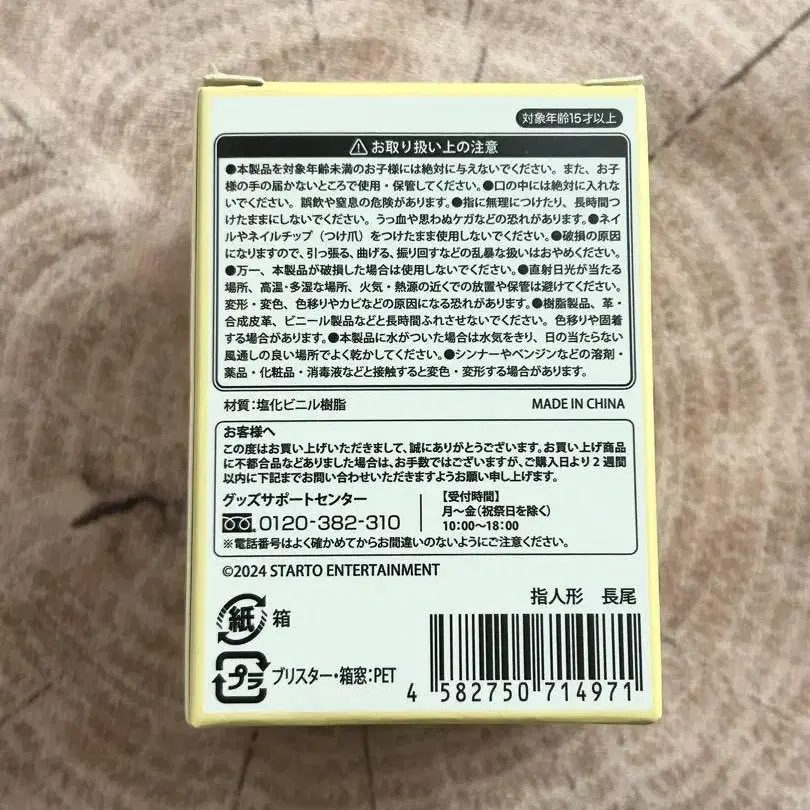 対象年齢15才以上
お取り扱い上の注意
●本製品を対象年齢未満のお子様には絶対に与えないでください。また、お子
様の手の届かないところで使用・保管してください。●口の中には絶対に入れ
ないでください。誤飲や窒息の危険があります。●指に無理につけたり、長時間つ
けたままにしないでください。うっ血や思わぬケガなどの恐れがあります。●ネイ
ルやネイルチップ（つけ爪）をつけたまま使用しないでください。●破損の原因
になりますので、引っ張る、曲げる、振り回すなどの乱暴な扱いはおやめください。
●万一、本製品が破損した場合は使用しないでください。●直射日光が当たる
場所、高温・多湿な場所、火気・熱源の近くでの放置や保管は避けてください。
変形・変色、色移りやカビなどの原因になる恐れがあります。●樹脂製品、革・
合成皮革、ビニール製品などと長時間ふれさせないでください。色移りや固着
する場合があります。●本製品に水がついた場合は水気をきり、日の当たらない
風通しの良い場所でよく乾かしてください。●シンナーやベンジンなどの溶剤・
薬品・化粧品・消毒液などと接触すると変色・変形する場合があります。
材質：塩化ビニル樹脂 MADE IN CHINA
お客様へ
この度はお買い上げいただきまして、誠にありがとうございます。お買い上げ商品
に不都合品などありました場合は、お手数ではございますが、ご購入日より2週間
以内に下記までお問い合わせいただきますようお願い申し上げます。
グッズサポートセンター
0120-382-310
【受付時間】
月～金（祝祭日を除く）
10：00～18：00
※電話番号はよく確かめてからお間違いのないようにご注意ください。
©2024 STARTO ENTERTAINMENT
指人形 長尾
紙 箱
プラ ブリスター・箱窓：PET
4 582750 714971